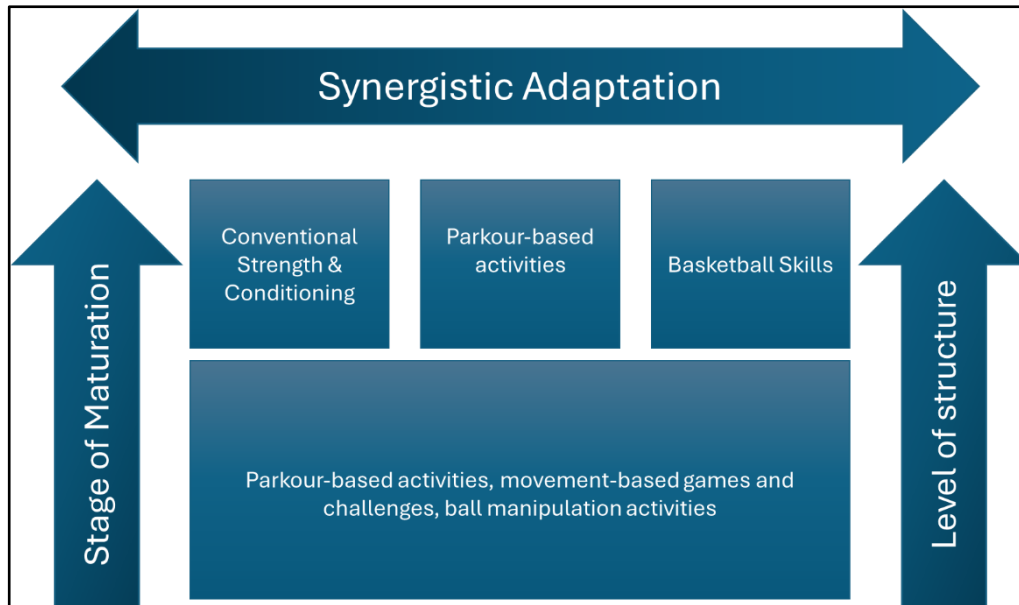 Synergistic Adaptation
Stage of Maturation
Conventional
Strength &
Conditioning
Parkour-based
activities
Basketball Skills
Level of structure
Parkour-based activities, movement-based games and
challenges, ball manipulation activities